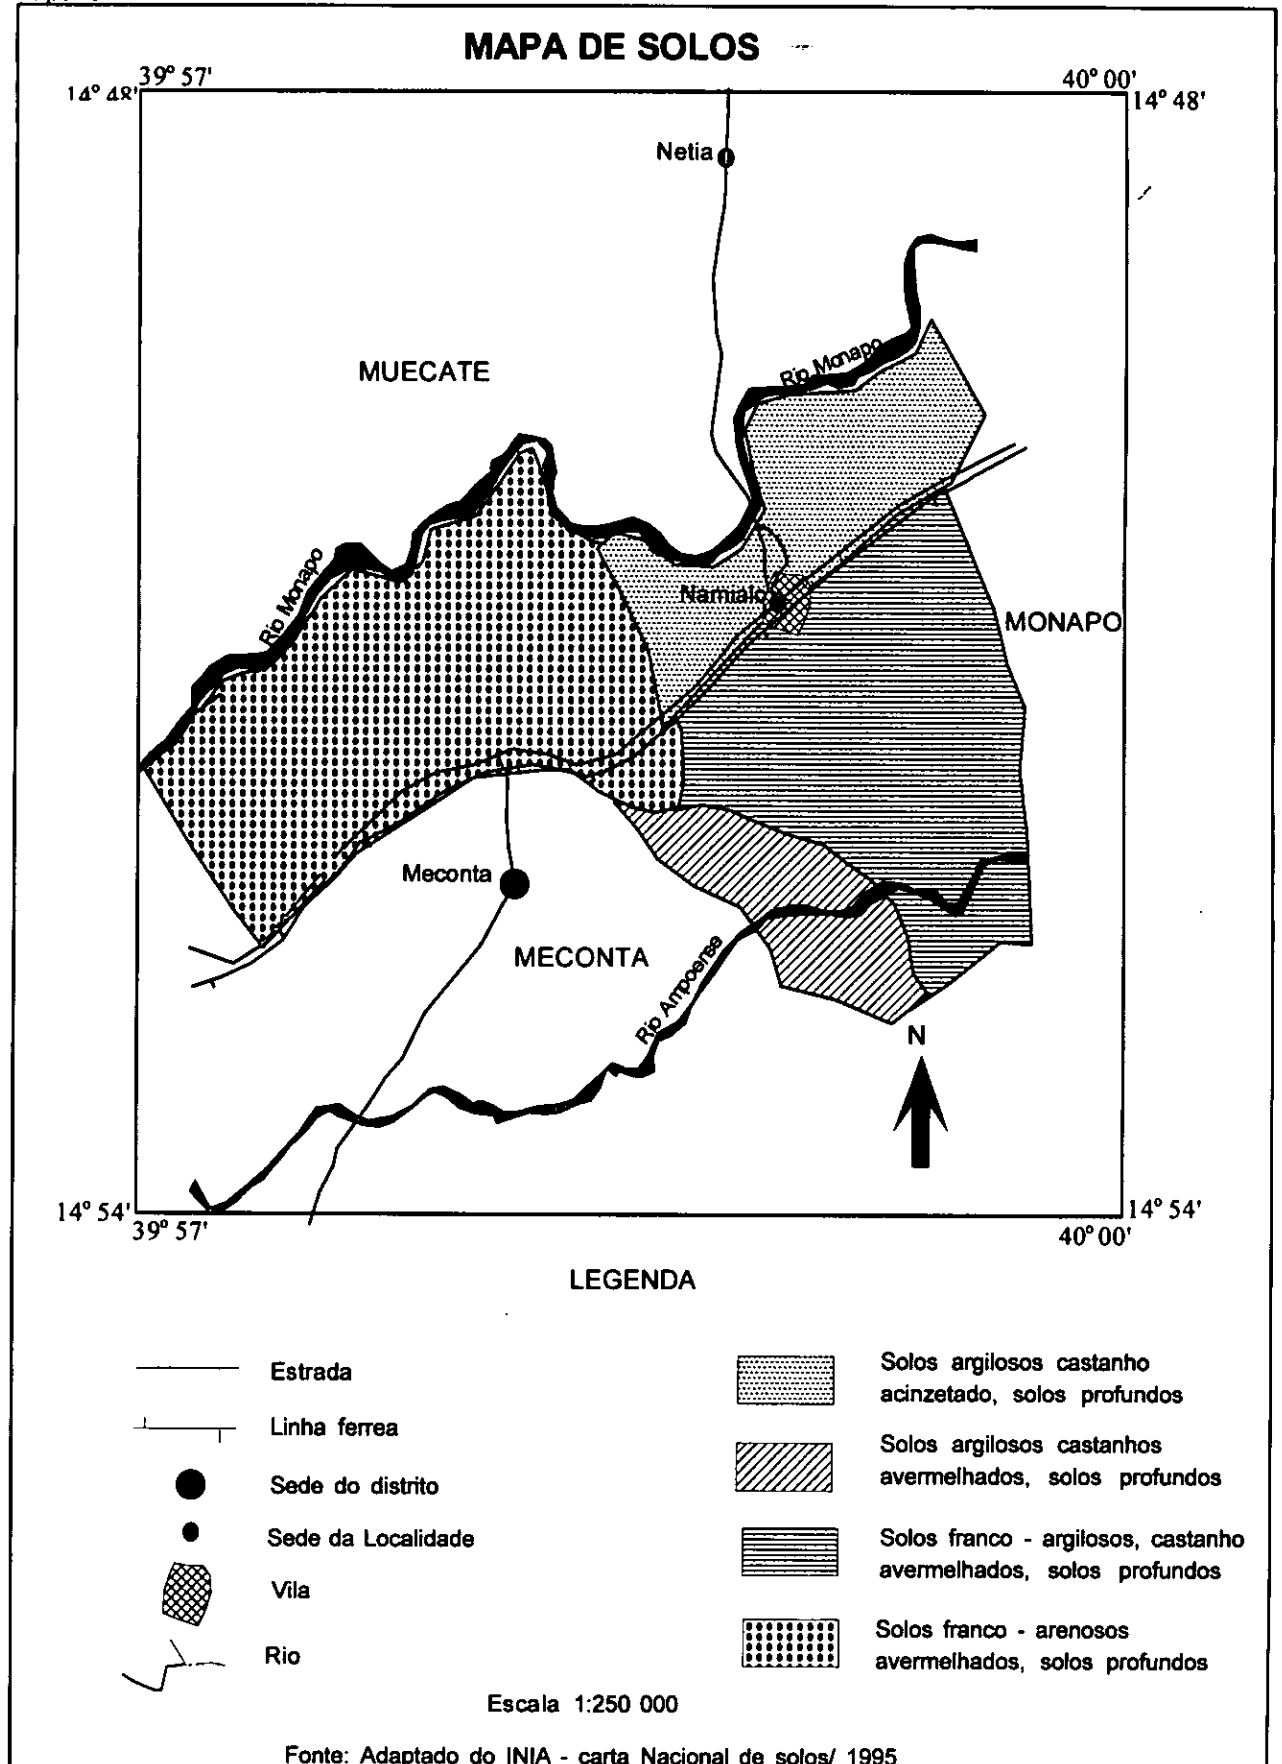 MAPA DE SOLOS
39° 57'
40° 00'
14° 48'
14° 48'
Netia
Rio Monapo
MUECATE
Rio Monapo
Namialo
MONAPO
Meconta
MECONTA
Rio Ampoense
N
14° 54'
14° 54'
39° 57'
40° 00'
LEGENDA
Estrada
Linha ferrea
Sede do distrito
Sede da Localidade
Vila
Rio
Solos argilosos castanho
acinzetado, solos profundos
Solos argilosos castanhos
avermelhados, solos profundos
Solos franco - argilosos, castanho
avermelhados, solos profundos
Solos franco - arenosos
avermelhados, solos profundos
Escala 1:250 000
Fonte: Adaptado do INIA - carta Nacional de solos/ 1995